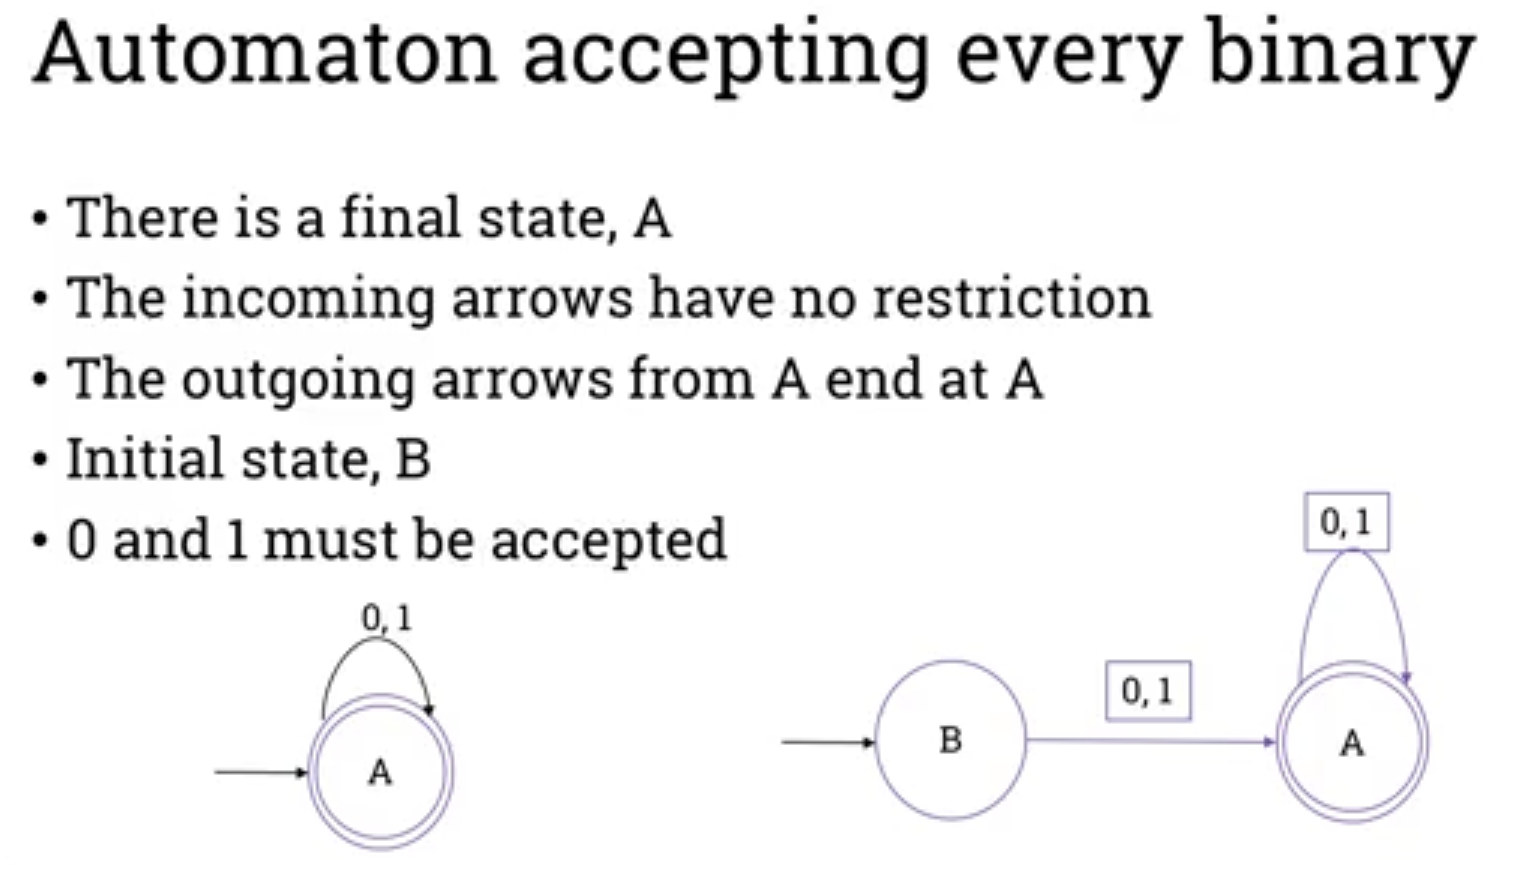 Automaton accepting every binary
• There is a final state, A
• The incoming arrows have no restriction
• The outgoing arrows from A end at A
• Initial state, B
• 0 and 1 must be accepted
0, 1
A
B
0, 1
0, 1
A